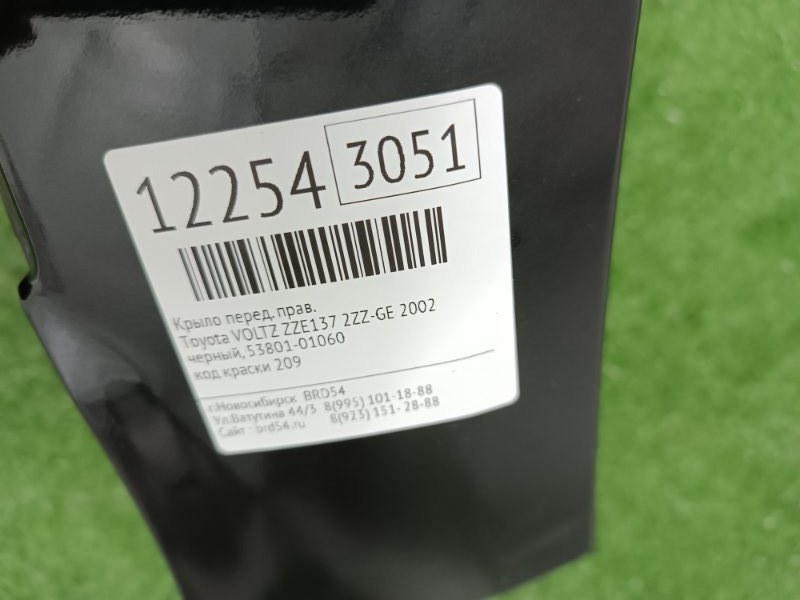 12254 3051
Крыло перед. прав.
Toyota VOLTZ ZZE137 2ZZ-GE 2002
черный, 53801-01060
код краски 209
г.Новосибирск BRD54
Ул.Ватутина 44/3 8(995) 101-18-88
Сайт : brd54.ru 8(923) 151-28-88